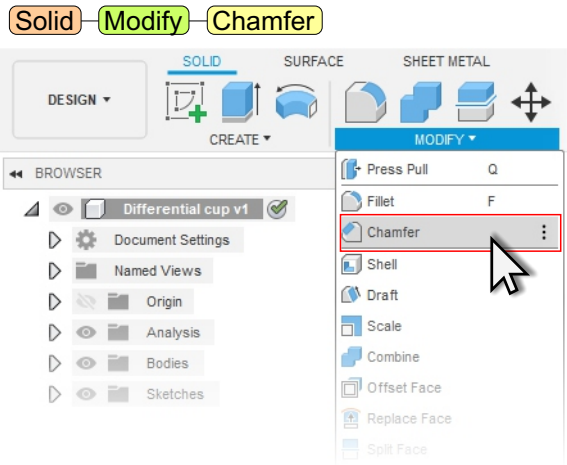 Solid Modify Chamfer
SOLID SURFACE SHEET METAL
DESIGN
CREATE MODIFY
BROWSER
Press Pull Q
Fillet F
Differential cup v1
Chamfer
Document Settings
Shell
Named Views
Draft
Origin
Scale
Analysis
Combine
Bodies
Offset Face
Sketches
Replace Face
Split Face